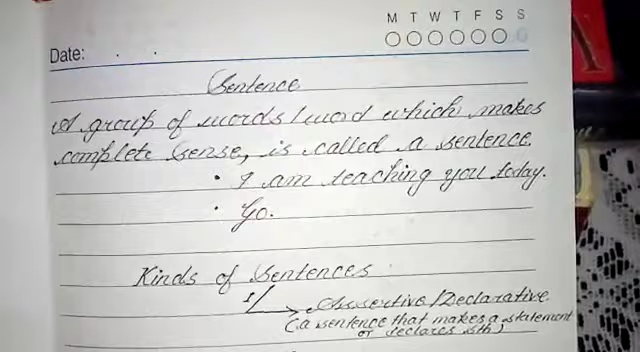 M T W T F S S
Date:
Sentence
A group of words/word which makes
complete sense, is called a sentence.
• I am teaching you today.
• Go.
Kinds of Sentences
1/ Assertive/Declarative
(a sentence that makes a statement
or declares sth)